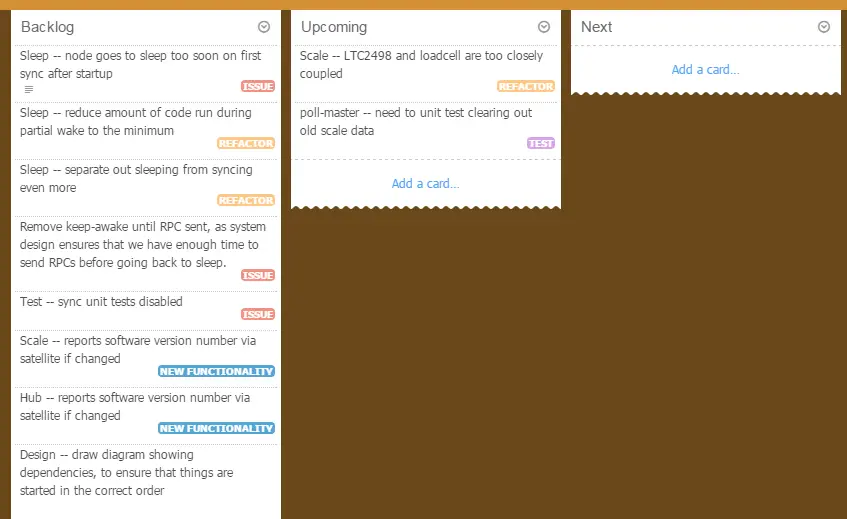 Backlog
Sleep -- node goes to sleep too soon on first
sync after startup
ISSUE
Sleep -- reduce amount of code run during
partial wake to the minimum
REFACTOR
Sleep -- separate out sleeping from syncing
even more
REFACTOR
Remove keep-awake until RPC sent, as system
design ensures that we have enough time to
send RPCs before going back to sleep.
ISSUE
Test -- sync unit tests disabled
ISSUE
Scale -- reports software version number via
satellite if changed
NEW FUNCTIONALITY
Hub -- reports software version number via
satellite if changed
NEW FUNCTIONALITY
Design -- draw diagram showing
dependencies, to ensure that things are
started in the correct order
Upcoming
Scale -- LTC2498 and loadcell are too closely
coupled
REFACTOR
poll-master -- need to unit test clearing out
old scale data
TEST
Add a card...
Next
Add a card...